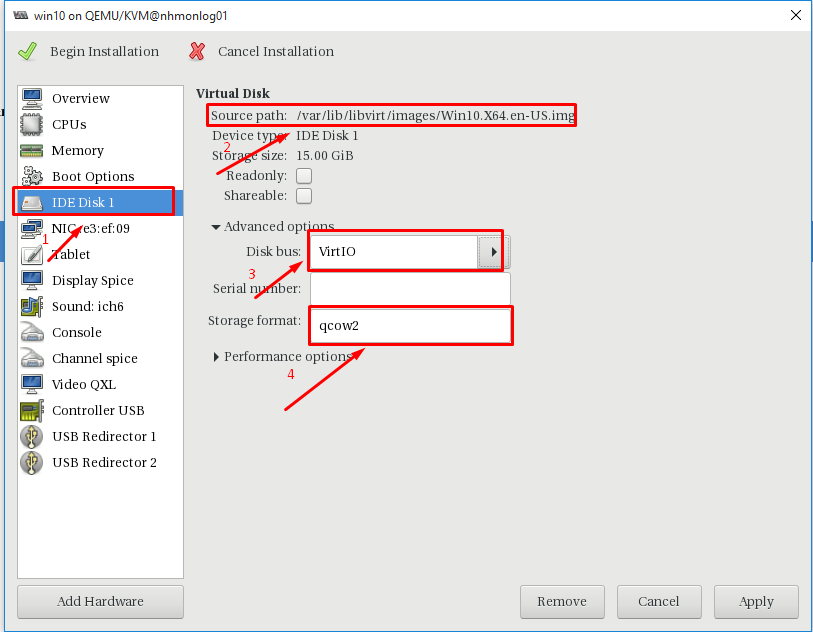 win10 on QEMU/KVM@nhmonlog01
Begin Installation
Cancel Installation
Overview
CPUs
Memory
Boot Options
IDE Disk 1
NIC :e3:ef:09
Tablet
Display Spice
Sound: ich6
Console
Channel spice
Video QXL
Controller USB
USB Redirector 1
USB Redirector 2
1
Virtual Disk
Source path: /var/lib/libvirt/images/Win10.X64.en-US.img
Device type: IDE Disk 1
2
Storage size: 15.00 GiB
Readonly:
Shareable:
Advanced options
Disk bus: VirtIO
3
Serial number:
Storage format: qcow2
Performance options
4
Add Hardware
Remove
Cancel
Apply